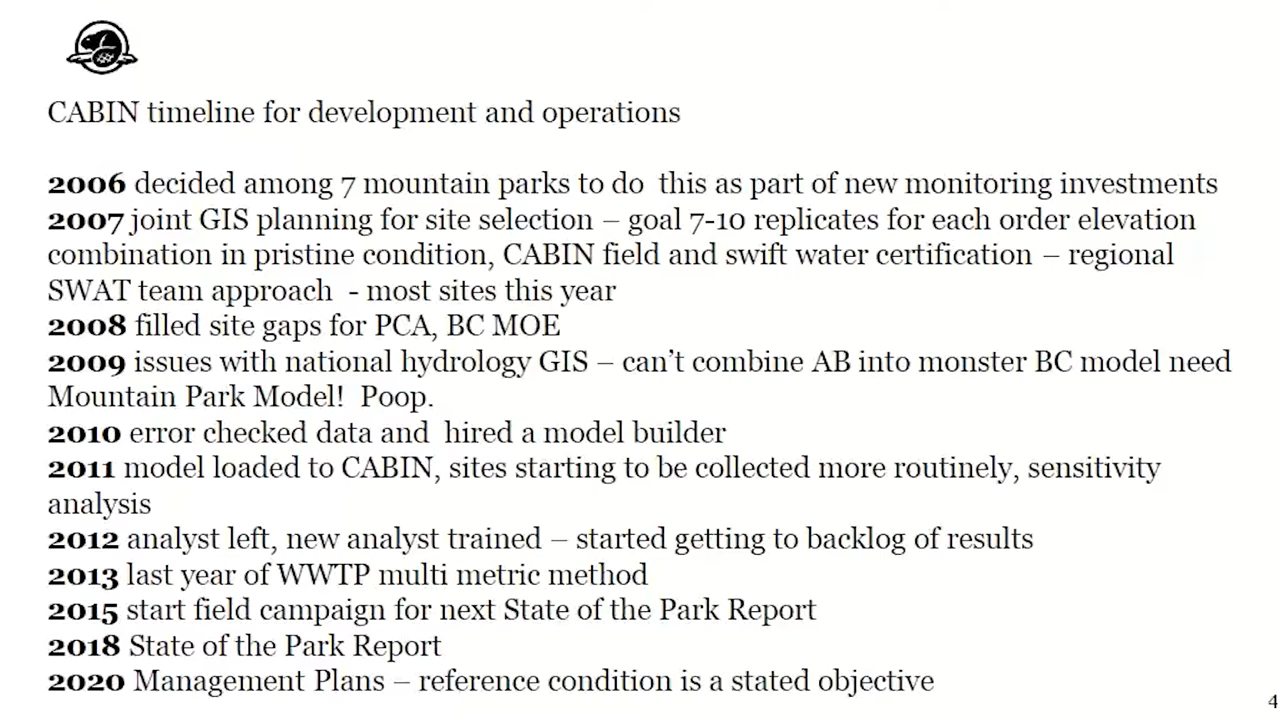 CABIN timeline for development and operations
2006 decided among 7 mountain parks to do  this as part of new monitoring investments
2007 joint GIS planning for site selection – goal 7-10 replicates for each order elevation
combination in pristine condition, CABIN field and swift water certification – regional
SWAT team approach  - most sites this year
2008 filled site gaps for PCA, BC MOE
2009 issues with national hydrology GIS – can’t combine AB into monster BC model need
Mountain Park Model!  Poop.
2010 error checked data and  hired a model builder
2011 model loaded to CABIN, sites starting to be collected more routinely, sensitivity
analysis
2012 analyst left, new analyst trained – started getting to backlog of results
2013 last year of WWTP multi metric method
2015 start field campaign for next State of the Park Report
2018 State of the Park Report
2020 Management Plans – reference condition is a stated objective
4